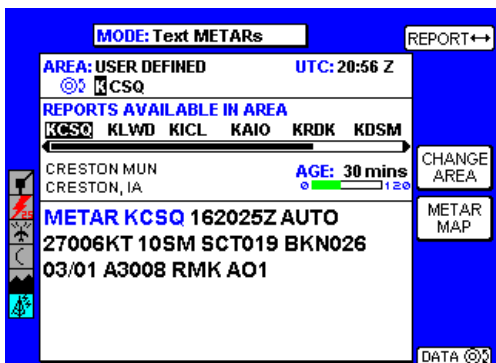 MODE: Text METARs
REPORT↔
AREA: USER DEFINED UTC: 20:56 Z
KCSQ
REPORTS AVAILABLE IN AREA
KCSQ KLWD KICL KAIO KRDK KDSM
CRESTON MUN
CRESTON, IA
AGE: 30 mins
0 120
CHANGE
AREA
METAR
MAP
25
METAR KCSQ 162025Z AUTO
27006KT 10SM SCT019 BKN026
03/01 A3008 RMK AO1
DATA